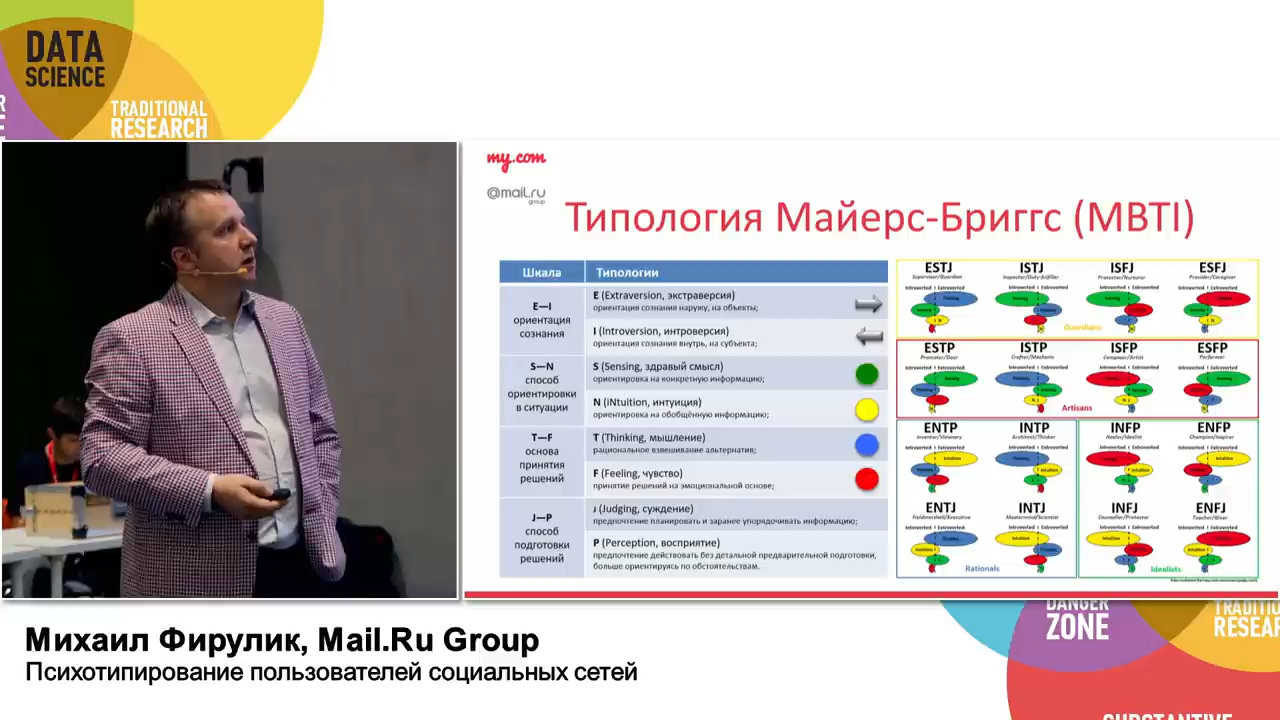 DATA
SCIENCE
TRADITIONAL
RESEARCH
my.com
@mail.ru
group
Типология Майерс-Бриггс (MBTI)
Шкала
Типологии
E—I
ориентация
сознания
E (Extraversion, экстраверсия)
ориентация сознания наружу, на объекты;
I (Introversion, интроверсия)
ориентация сознания внутрь, на субъекта;
S—N
способ
ориентировки
в ситуации
S (Sensing, здравый смысл)
ориентировка на конкретную информацию;
N (iNtuition, интуиция)
ориентировка на обобщённую информацию;
T—F
основа
принятия
решений
T (Thinking, мышление)
рациональное взвешивание альтернатив;
F (Feeling, чувство)
принятие решений на эмоциональной основе;
J—P
способ
подготовки
решений
J (Judging, суждение)
предпочтение планировать и заранее упорядочивать информацию;
P (Perception, восприятие)
предпочтение действовать без детальной предварительной подготовки,
больше ориентируясь по обстоятельствам.
ESTJ ISTJ ISFJ ESFJ
Guardians
ESTP ISTP ISFP ESFP
Artisans
ENTP INTP INFP ENFP
ENTJ INTJ INFJ ENFJ
Rationals Idealists
Михаил Фирулик, Mail.Ru Group
Психотипирование пользователей социальных сетей
DANGER
ZONE